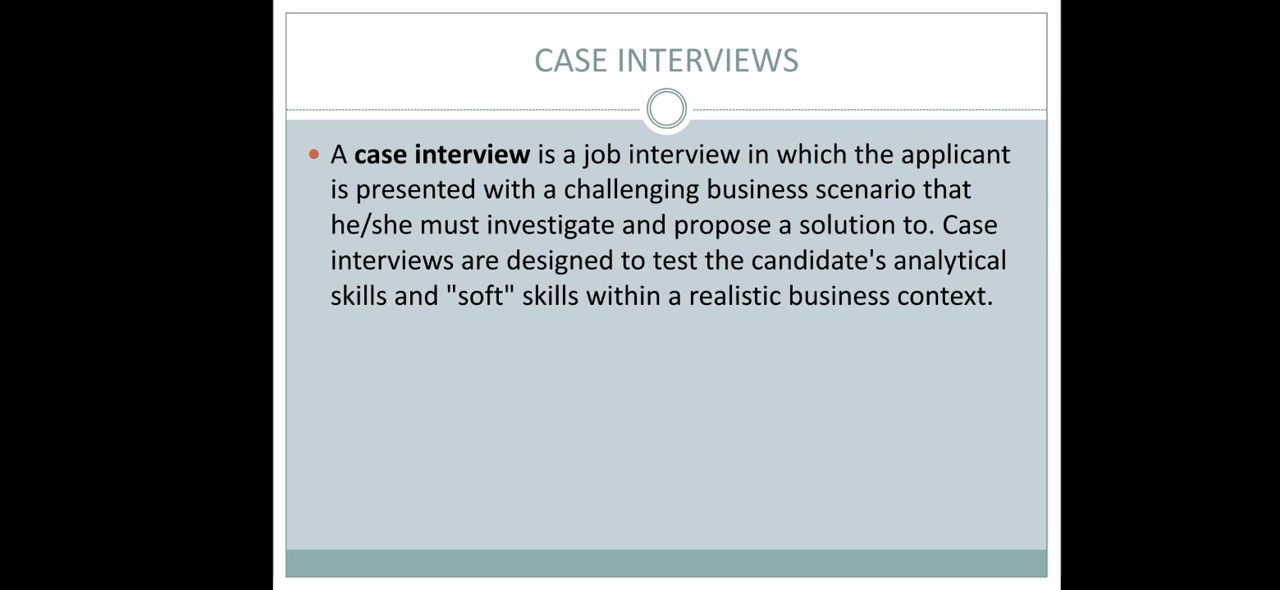 CASE INTERVIEWS
• A case interview is a job interview in which the applicant
is presented with a challenging business scenario that
he/she must investigate and propose a solution to. Case
interviews are designed to test the candidate's analytical
skills and "soft" skills within a realistic business context.